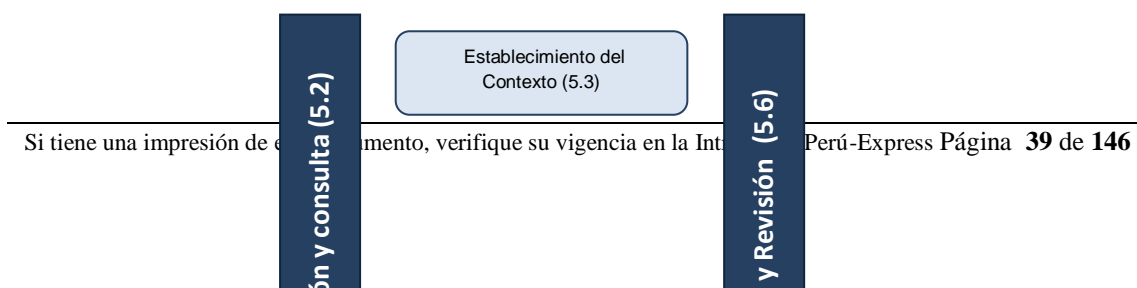 Establecimiento del
Contexto (5.3)
ón y consulta (5.2)
y Revisión (5.6)
Si tiene una impresión de e umento, verifique su vigencia en la Int Perú-Express Página 39 de 146